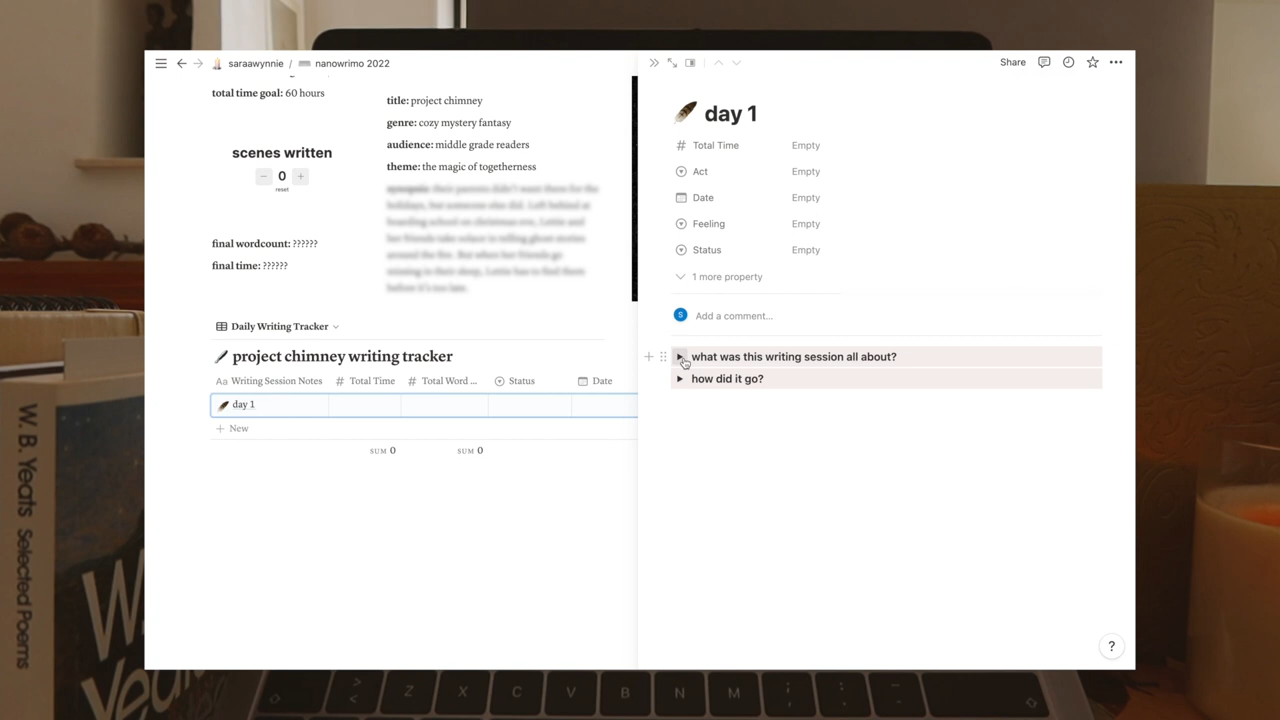 saraawynnie / nanowrimo 2022
total time goal: 60 hours
scenes written
0
reset
final wordcount: ??????
final time: ??????
title: project chimney
genre: cozy mystery fantasy
audience: middle grade readers
theme: the magic of togetherness
Daily Writing Tracker
project chimney writing tracker
Aa Writing Session Notes # Total Time # Total Word ... Status Date
day 1
+ New
SUM 0 SUM 0
Share
day 1
# Total Time Empty
Act Empty
Date Empty
Feeling Empty
Status Empty
1 more property
S Add a comment...
what was this writing session all about?
how did it go?
?
W. B. Yeats Selected Poems
Z X C V B N M